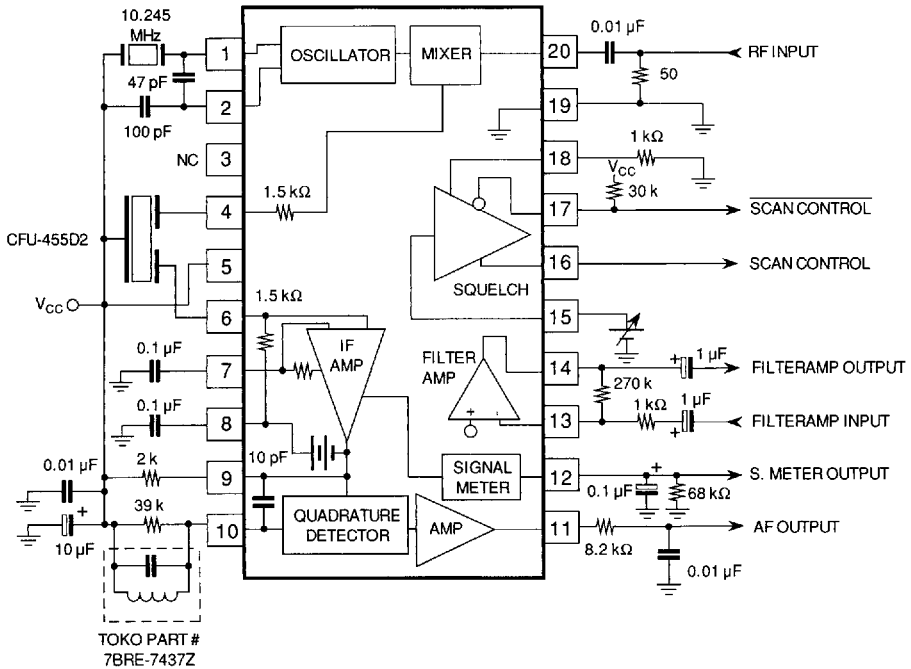 10.245
MHz
47 pF
100 pF
NC
CFU-455D2
VCC
0.1 µF
0.1 µF
0.01 µF
2 k
39 k
10 µF
+
TOKO PART #
7BRE-7437Z
1
2
3
4
5
6
7
8
9
10
OSCILLATOR
MIXER
1.5 kΩ
1.5 kΩ
IF
AMP
10 pF
QUADRATURE
DETECTOR
AMP
SIGNAL
METER
FILTER
AMP
+
SQUELCH
20
19
18
17
16
15
14
13
12
11
0.01 µF
RF INPUT
50
1 kΩ
VCC
30 k
SCAN CONTROL
SCAN CONTROL
+
1 µF
FILTERAMP OUTPUT
270 k
1 kΩ
1 µF
+
FILTERAMP INPUT
+
S. METER OUTPUT
0.1 µF
68 kΩ
AF OUTPUT
8.2 kΩ
0.01 µF